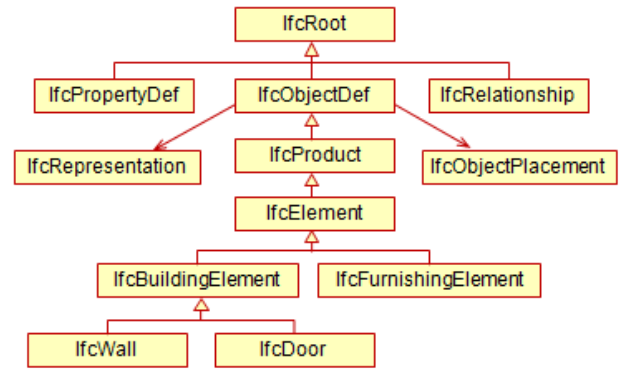 IfcRoot
IfcPropertyDef
IfcObjectDef
IfcRelationship
IfcRepresentation
IfcProduct
IfcObjectPlacement
IfcElement
IfcBuildingElement
IfcFurnishingElement
IfcWall
IfcDoor